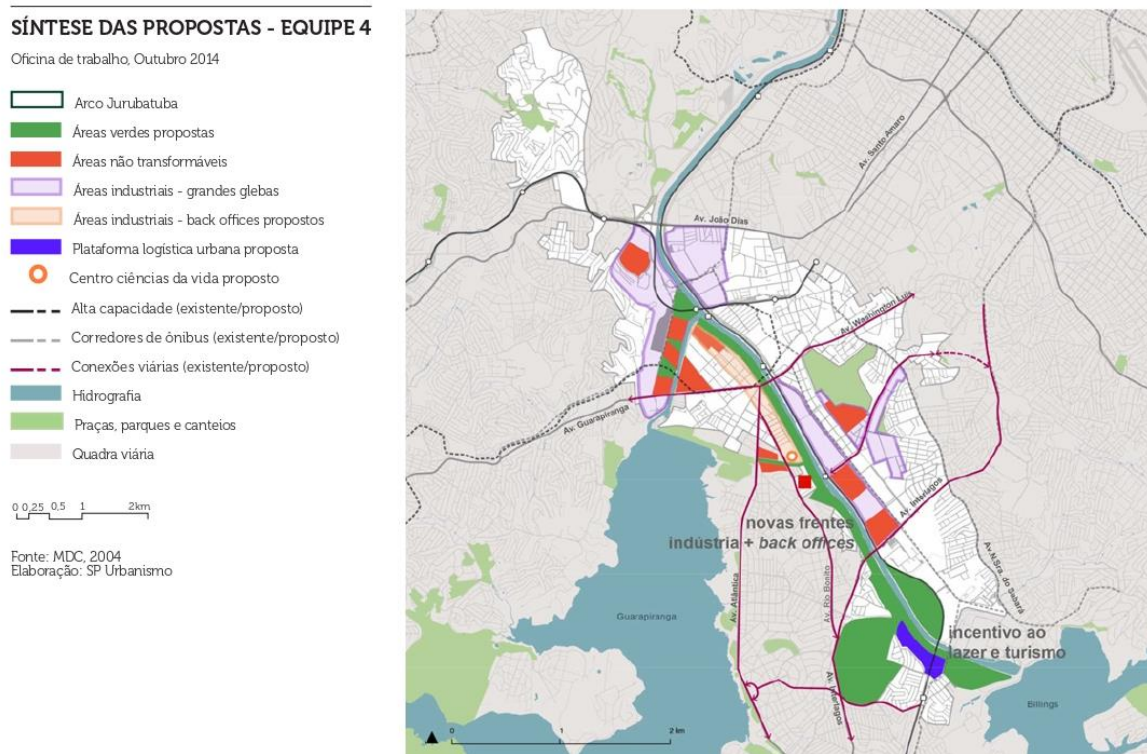 SÍNTESE DAS PROPOSTAS - EQUIPE 4
Oficina de trabalho, Outubro 2014
Arco Jurubatuba
Áreas verdes propostas
Áreas não transformáveis
Áreas industriais - grandes glebas
Áreas industriais - back offices propostos
Plataforma logística urbana proposta
Centro ciências da vida proposto
Alta capacidade (existente/proposto)
Corredores de ônibus (existente/proposto)
Conexões viárias (existente/proposto)
Hidrografia
Praças, parques e canteios
Quadra viária
0 0,25 0,5 1 2km
Fonte: MDC, 2004
Elaboração: SP Urbanismo
Av. Santo Amaro
Av. João Dias
Av. Washington Luís
Av. Guarapiranga
Av. Interlagos
novas frentes
indústria + back offices
Av. N.Sra. do Sabará
Av. Atlântica
Av. Rio Bonito
Guarapiranga
incentivo ao
lazer e turismo
Av. Interlagos
Billings
0 1 2 km